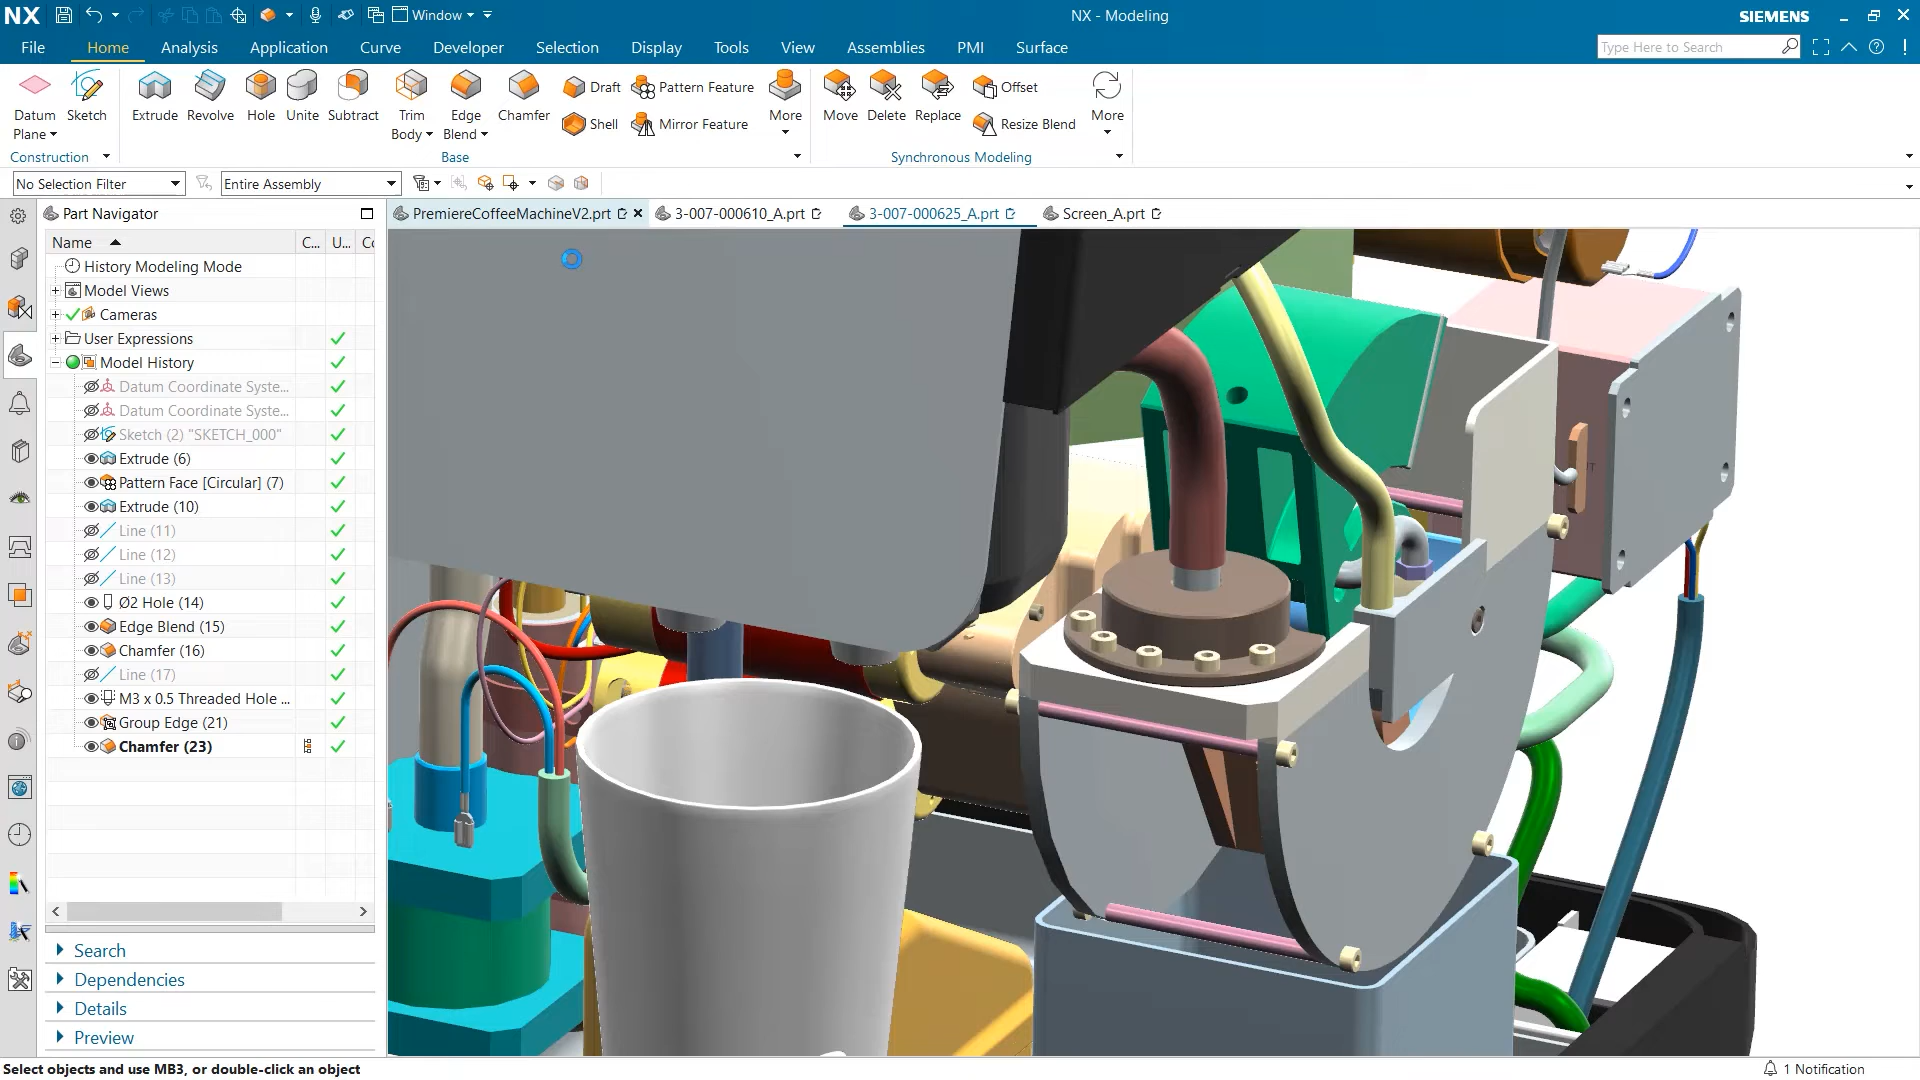 NX
Window
NX - Modeling
SIEMENS
File
Home
Analysis
Application
Curve
Developer
Selection
Display
Tools
View
Assemblies
PMI
Surface
Type Here to Search
Datum Plane
Sketch
Extrude
Revolve
Hole
Unite
Subtract
Trim Body
Edge Blend
Chamfer
Draft
Shell
Pattern Feature
Mirror Feature
More
Move
Delete
Replace
Offset
Resize Blend
More
Construction
Base
Synchronous Modeling
No Selection Filter
Entire Assembly
Part Navigator
PremiereCoffeeMachineV2.prt
3-007-000610_A.prt
3-007-000625_A.prt
Screen_A.prt
Name
C...
U...
Cc
History Modeling Mode
Model Views
Cameras
User Expressions
Model History
Datum Coordinate Syste...
Datum Coordinate Syste...
Sketch (2) "SKETCH_000"
Extrude (6)
Pattern Face [Circular] (7)
Extrude (10)
Line (11)
Line (12)
Line (13)
Ø2 Hole (14)
Edge Blend (15)
Chamfer (16)
Line (17)
M3 x 0.5 Threaded Hole ...
Group Edge (21)
Chamfer (23)
Search
Dependencies
Details
Preview
Select objects and use MB3, or double-click an object
1 Notification